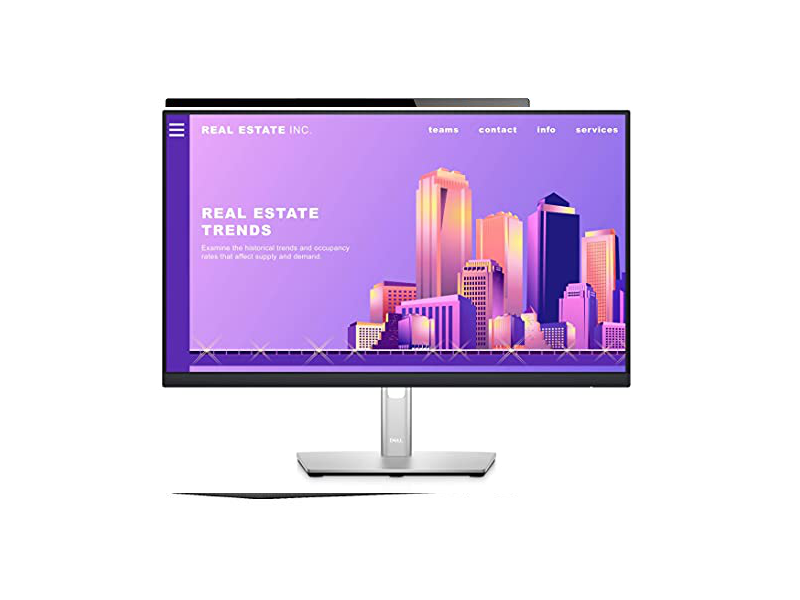 REAL ESTATE INC.
teams contact info services
REAL ESTATE
TRENDS
Examine the historical trends and occupancy
rates that affect supply and demand.
DELL